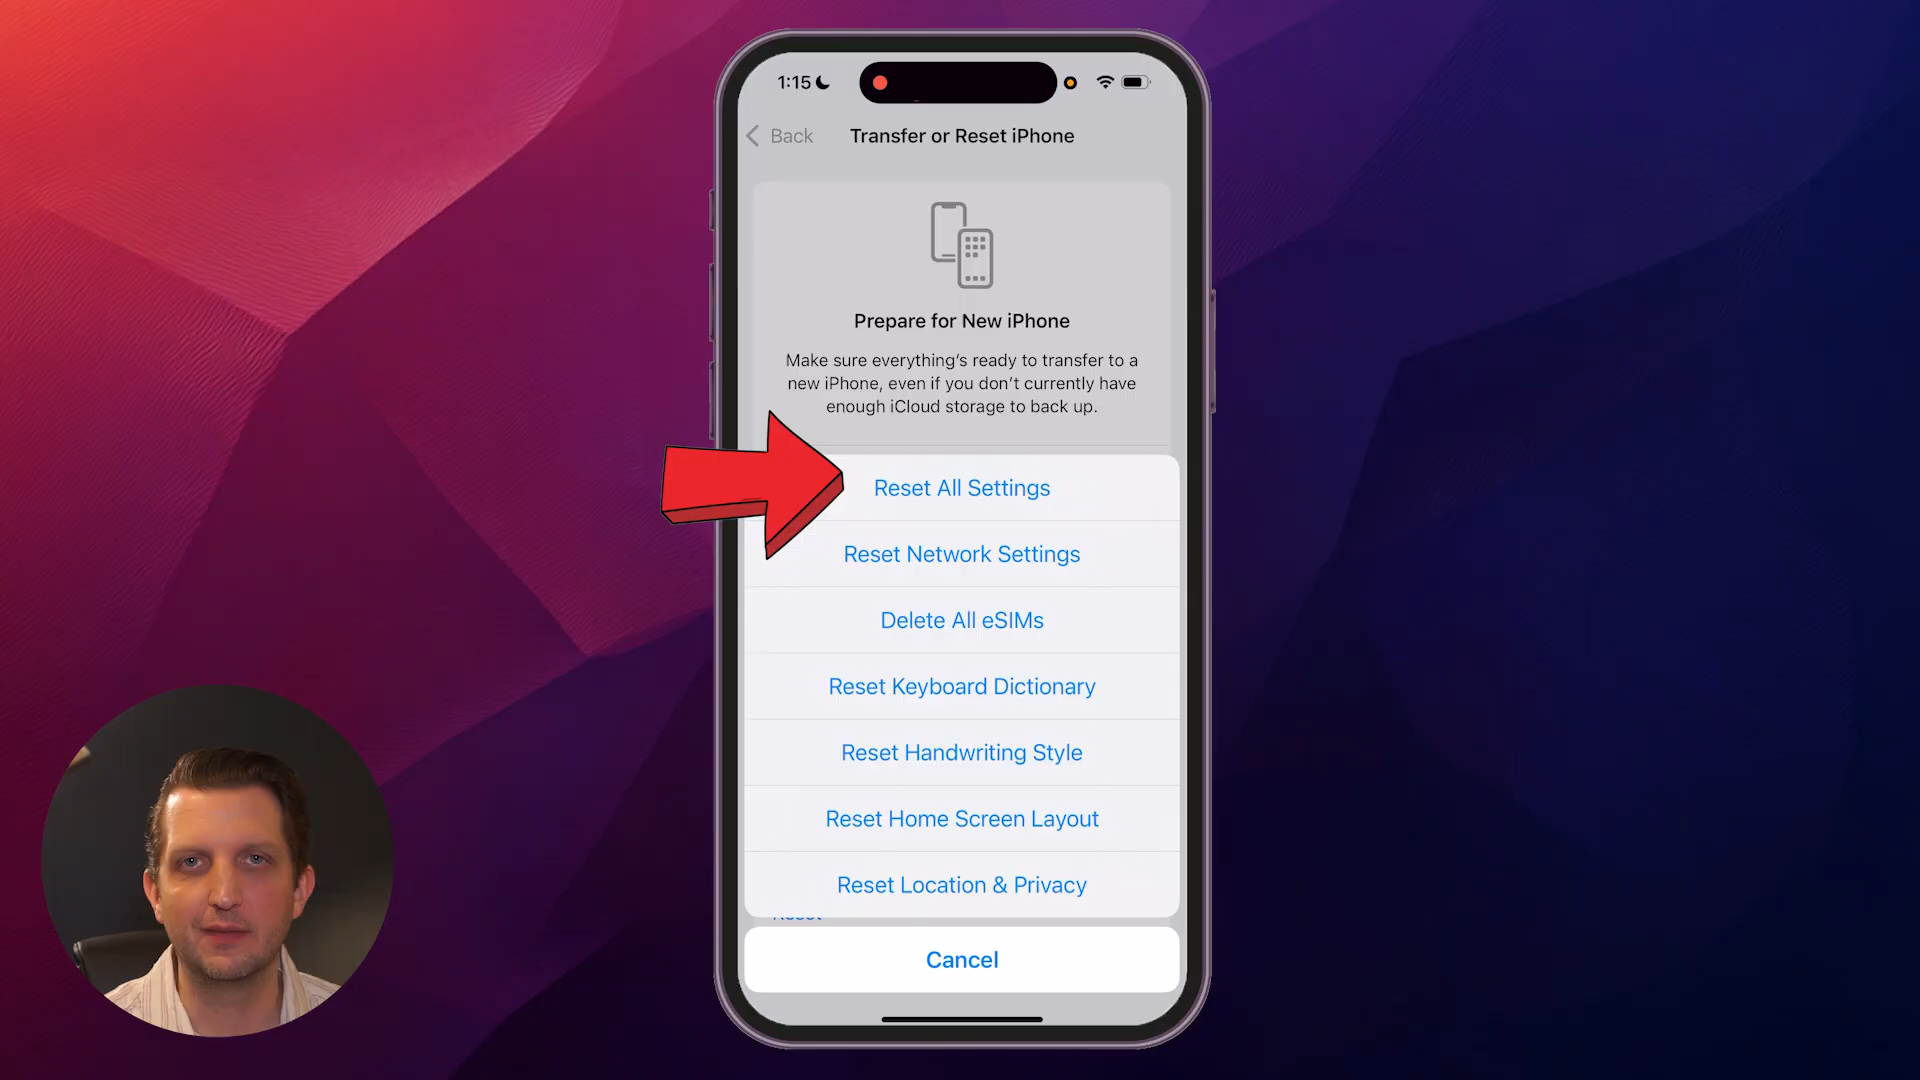 1:15
Back
Transfer or Reset iPhone
Prepare for New iPhone
Make sure everything's ready to transfer to a
new iPhone, even if you don't currently have
enough iCloud storage to back up.
Reset All Settings
Reset Network Settings
Delete All eSIMs
Reset Keyboard Dictionary
Reset Handwriting Style
Reset Home Screen Layout
Reset Location & Privacy
Reset
Cancel